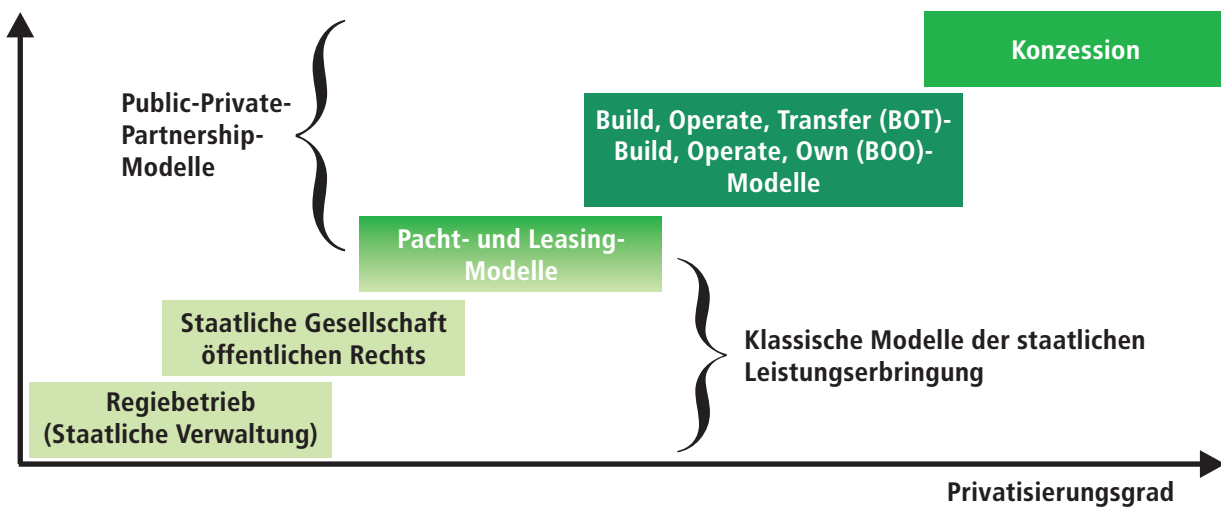 Konzession
Public-Private-
Partnership-
Modelle
Build, Operate, Transfer (BOT)-
Build, Operate, Own (BOO)-
Modelle
Pacht- und Leasing-
Modelle
Staatliche Gesellschaft
öffentlichen Rechts
Klassische Modelle der staatlichen
Leistungserbringung
Regiebetrieb
(Staatliche Verwaltung)
Privatisierungsgrad